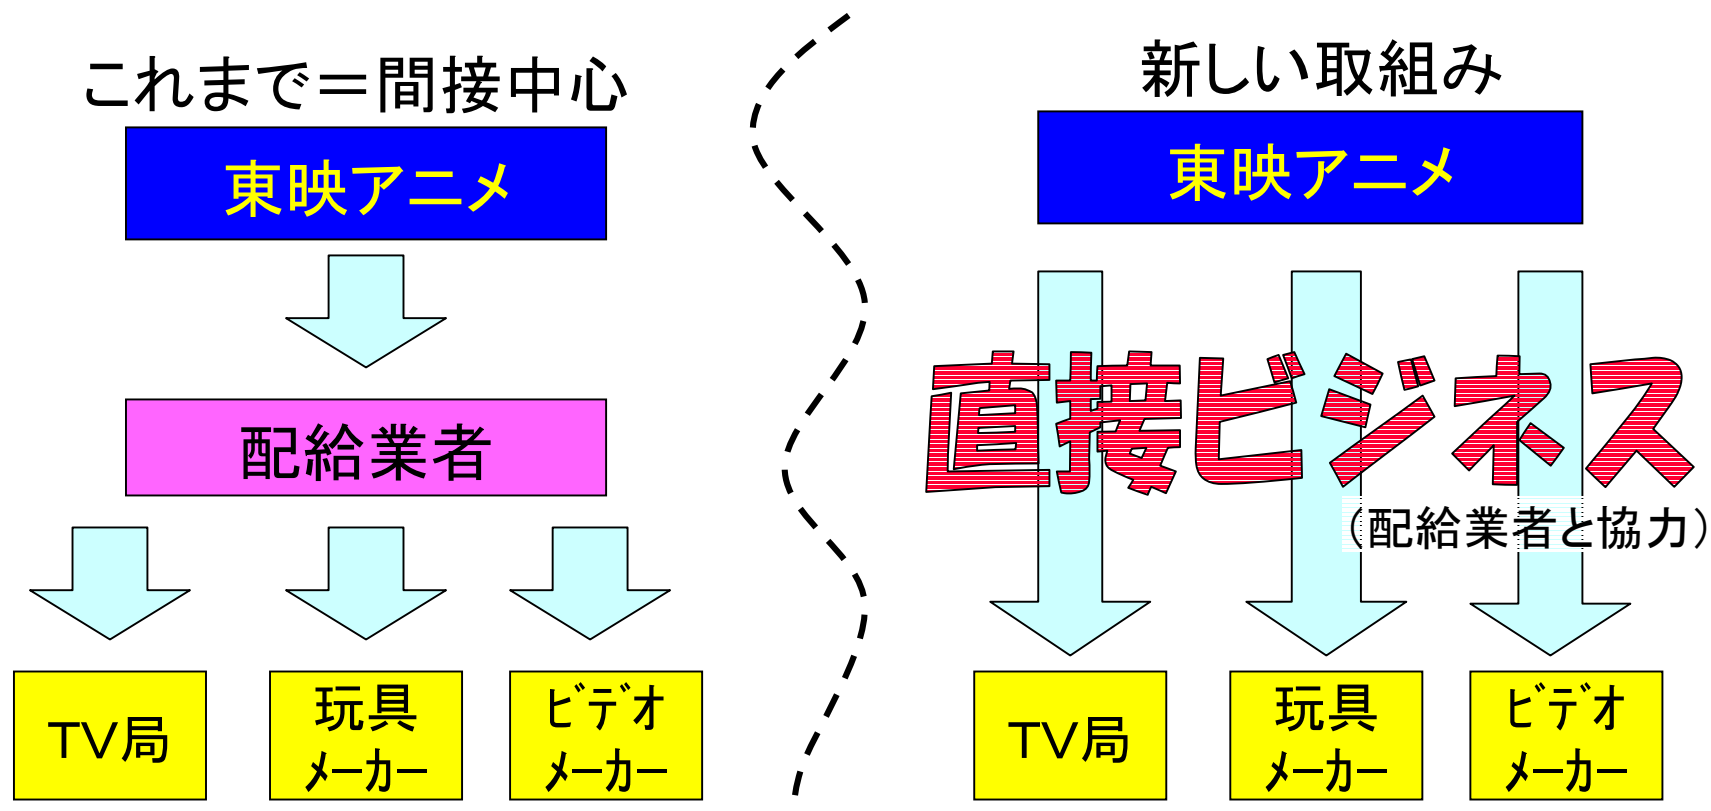 これまで＝間接中心
東映アニメ
配給業者
TV局
玩具
ﾒｰｶｰ
ﾋﾞﾃﾞｵ
ﾒｰｶｰ
新しい取組み
東映アニメ
直接ビジネス
（配給業者と協力）
TV局
玩具
ﾒｰｶｰ
ﾋﾞﾃﾞｵ
ﾒｰｶｰ